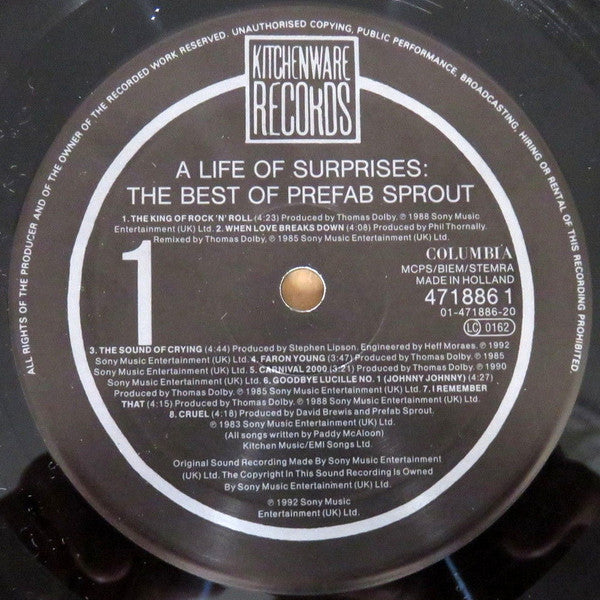 ALL RIGHTS OF THE PRODUCER AND OF THE OWNER OF THE RECORDED WORK RESERVED. UNAUTHORISED COPYING, PUBLIC PERFORMANCE, BROADCASTING, HIRING OR RENTAL OF THIS RECORDING PROHIBITED.
KITCHENWARE
RECORDS
A LIFE OF SURPRISES:
THE BEST OF PREFAB SPROUT
1. THE KING OF ROCK 'N' ROLL (4:23) Produced by Thomas Dolby. ℗ 1988 Sony Music
Entertainment (UK) Ltd. 2. WHEN LOVE BREAKS DOWN (4:08) Produced by Phil Thornally.
Remixed by Thomas Dolby, ℗ 1985 Sony Music Entertainment (UK) Ltd.
1
COLUMBIA
MCPS/BIEM/STEMRA
MADE IN HOLLAND
471886 1
01-471886-20
LC 0162
3. THE SOUND OF CRYING (4:44) Produced by Stephen Lipson. Engineered by Heff Moraes. ℗ 1992
Sony Music Entertainment (UK) Ltd. 4. FARON YOUNG (3:47) Produced by Thomas Dolby. ℗ 1985
Sony Music Entertainment (UK) Ltd. 5. CARNIVAL 2000 (3:21) Produced by Thomas Dolby. ℗ 1990
Sony Music Entertainment (UK) Ltd. 6. GOODBYE LUCILLE NO. 1 (JOHNNY JOHNNY) (4:27)
Produced by Thomas Dolby. ℗ 1985 Sony Music Entertainment (UK) Ltd. 7. I REMEMBER
THAT (4:15) Produced by Thomas Dolby. ℗ 1988 Sony Music Entertainment (UK) Ltd.
8. CRUEL (4:18) Produced by David Brewis and Prefab Sprout.
℗ 1983 Sony Music Entertainment (UK) Ltd.
(All songs written by Paddy McAloon)
Kitchen Music/EMI Songs Ltd.
Original Sound Recording Made By Sony Music Entertainment
(UK) Ltd. The Copyright In This Sound Recording Is Owned
By Sony Music Entertainment (UK) Ltd.
℗ 1992 Sony Music
Entertainment (UK) Ltd.